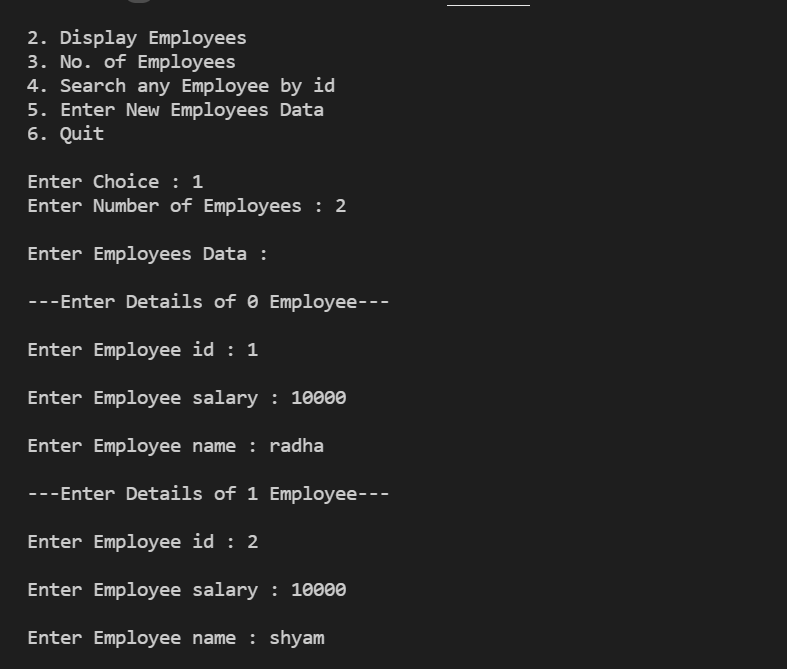 2. Display Employees
3. No. of Employees
4. Search any Employee by id
5. Enter New Employees Data
6. Quit
Enter Choice : 1
Enter Number of Employees : 2
Enter Employees Data :
---Enter Details of 0 Employee---
Enter Employee id : 1
Enter Employee salary : 10000
Enter Employee name : radha
---Enter Details of 1 Employee---
Enter Employee id : 2
Enter Employee salary : 10000
Enter Employee name : shyam